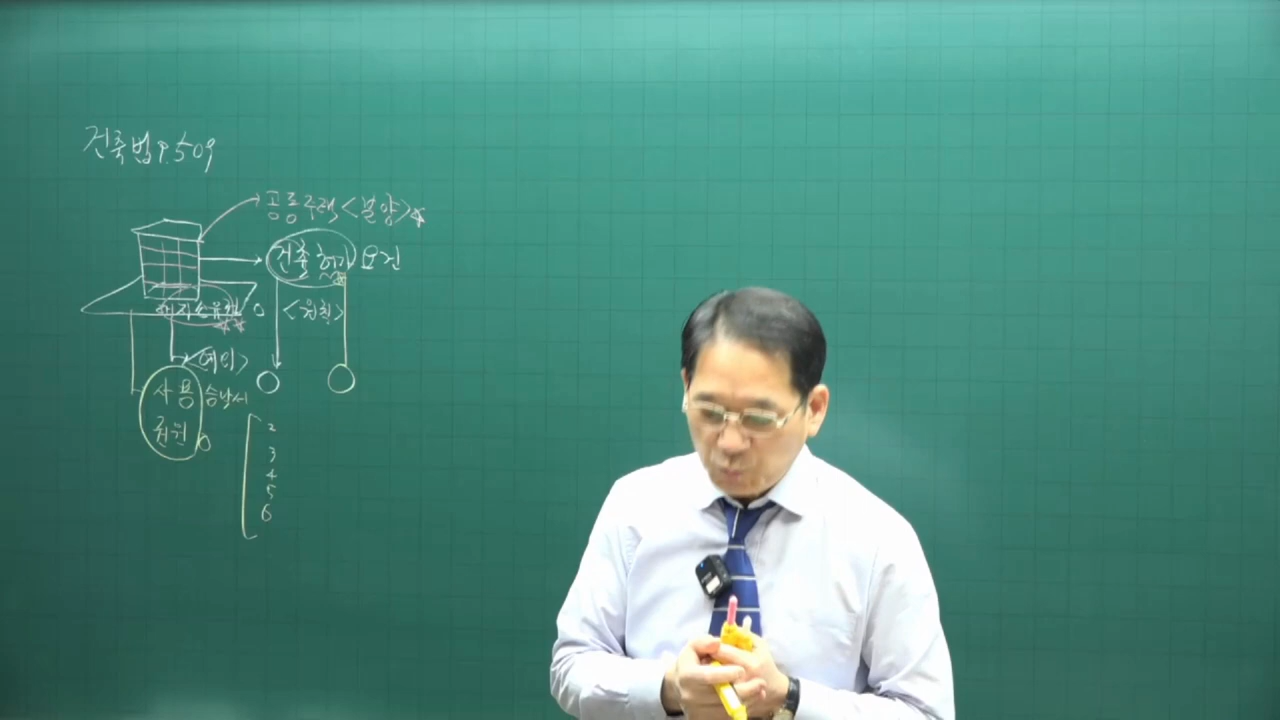 건축법 P.509
공동주택<분양>
건축허가 요건
대지소유권 O <원칙>
<예외>
사용 승낙서
권원 O
2
3
4
5
6